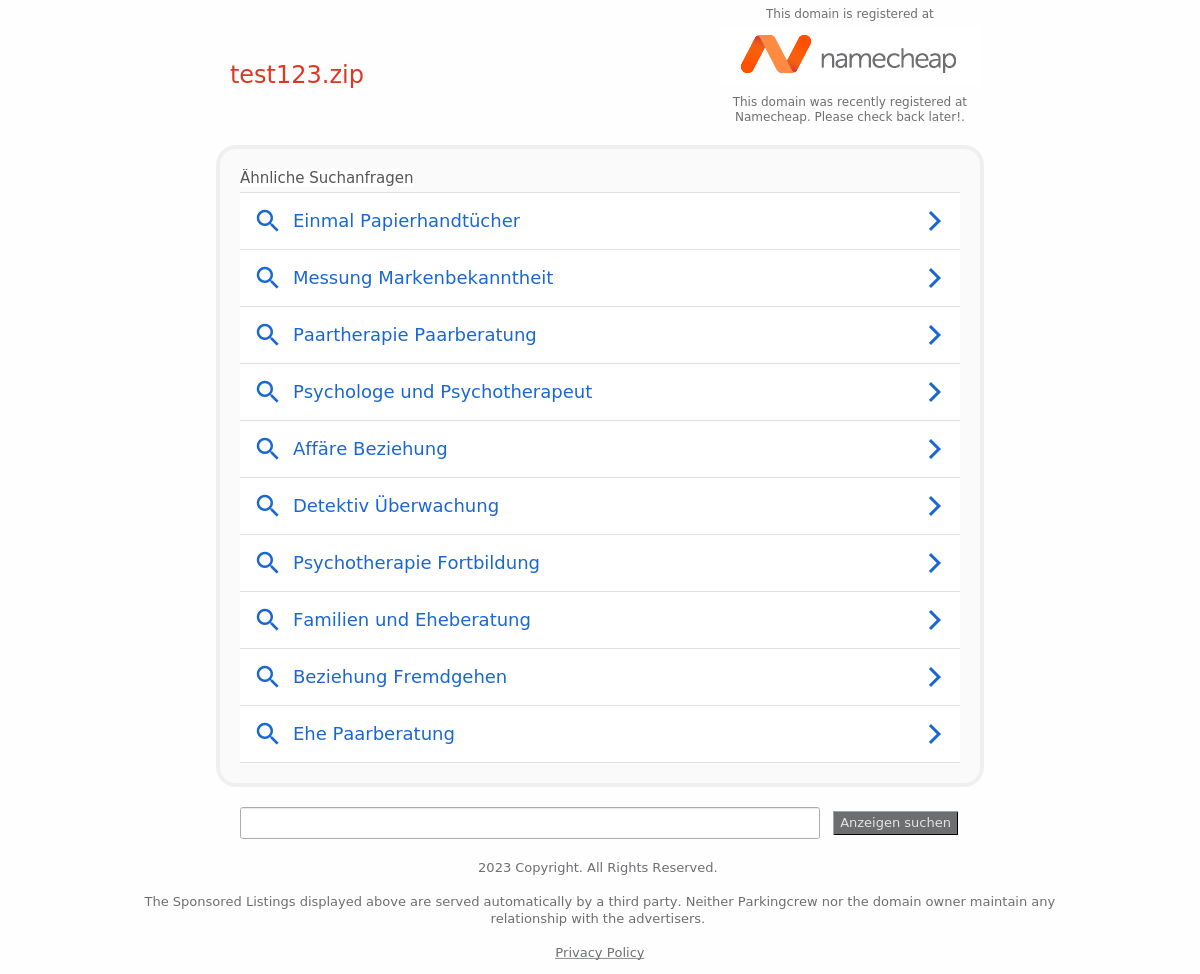 This domain is registered at
namecheap
test123.zip
This domain was recently registered at
Namecheap. Please check back later!.
Ähnliche Suchanfragen
Einmal Papierhandtücher
Messung Markenbekanntheit
Paartherapie Paarberatung
Psychologe und Psychotherapeut
Affäre Beziehung
Detektiv Überwachung
Psychotherapie Fortbildung
Familien und Eheberatung
Beziehung Fremdgehen
Ehe Paarberatung
Anzeigen suchen
2023 Copyright. All Rights Reserved.
The Sponsored Listings displayed above are served automatically by a third party. Neither Parkingcrew nor the domain owner maintain any
relationship with the advertisers.
Privacy Policy